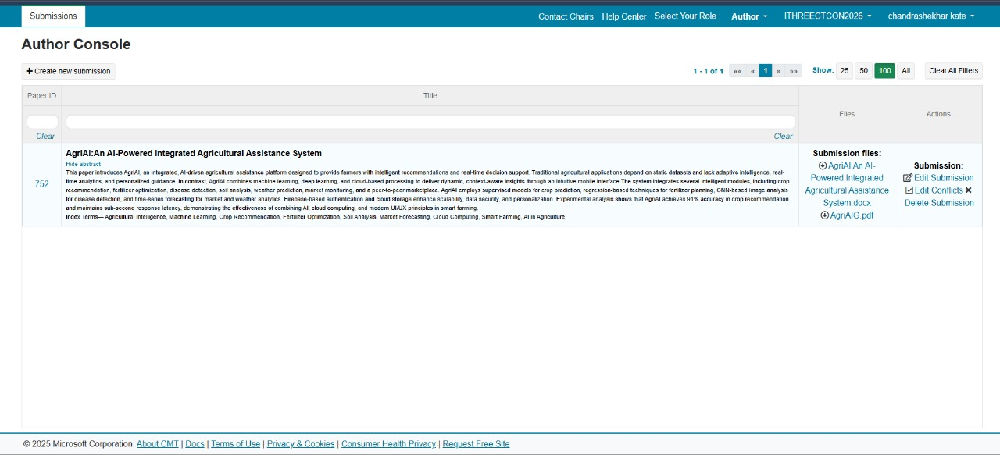 Submissions
Contact Chairs Help Center Select Your Role : Author ITHREECTCON2026 chandrashekhar kate
Author Console
Create new submission
1 - 1 of 1 «« « 1 » »» Show: 25 50 100 All Clear All Filters
Paper ID Title Files Actions
Clear Clear
752
AgriAI:An AI-Powered Integrated Agricultural Assistance System
Hide abstract
This paper introduces AgriAI, an integrated, AI-driven agricultural assistance platform designed to provide farmers with intelligent recommendations and real-time decision support. Traditional agricultural applications depend on static datasets and lack adaptive intelligence, real-
time analytics, and personalized guidance. In contrast, AgriAI combines machine learning, deep learning, and cloud-based processing to deliver dynamic, context-aware insights through an intuitive mobile interface.The system integrates several intelligent modules, including crop
recommendation, fertilizer optimization, disease detection, soil analysis, weather prediction, market monitoring, and a peer-to-peer marketplace. AgriAI employs supervised models for crop prediction, regression-based techniques for fertilizer planning, CNN-based image analysis
for disease detection, and time-series forecasting for market and weather analytics. Firebase-based authentication and cloud storage enhance scalability, data security, and personalization. Experimental analysis shows that AgriAI achieves 91% accuracy in crop recommendation
and maintains sub-second response latency, demonstrating the effectiveness of combining AI, cloud computing, and modern UI/UX principles in smart farming.
Index Terms— Agricultural Intelligence, Machine Learning, Crop Recommendation, Fertilizer Optimization, Soil Analysis, Market Forecasting, Cloud Computing, Smart Farming, AI in Agriculture.
Submission files:
AgriAI An AI-
Powered Integrated
Agricultural Assistance
System.docx
AgriAIG.pdf
Submission:
Edit Submission
Edit Conflicts
Delete Submission
© 2025 Microsoft Corporation About CMT | Docs | Terms of Use | Privacy & Cookies | Consumer Health Privacy | Request Free Site